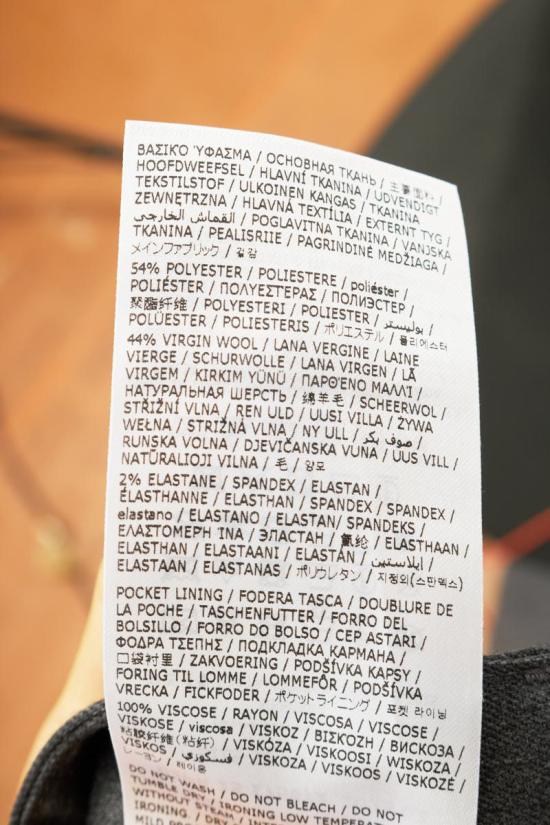 ΒΑΣΙΚΌ ΎΦΑΣΜΑ / ОСНОВНАЯ ТКАНЬ / 主要面料 /
HOOFDWEEFSEL / HLAVNÍ TKANINA / UDVENDIGT
TEKSTILSTOF / ULKOINEN KANGAS / TKANINA
ZEWNĘTRZNA / HLAVNÁ TEXTÍLIA / EXTERNT TYG /
القماش الخارجي / POGLAVITNA TKANINA / VANJSKA
TKANINA / PEALISRIIE / PAGRINDINĖ MEDŽIAGA /
メインファブリック / 겉감
54% POLYESTER / POLIESTERE / poliéster /
POLIÉSTER / ΠΟΛΥΕΣΤΕΡΑΣ / ПОЛИЭСТЕР /
聚酯纤维 / POLYESTERI / POLIESTER / بوليستر /
POLÜESTER / POLIESTERIS / ポリエステル / 폴리에스터
44% VIRGIN WOOL / LANA VERGINE / LAINE
VIERGE / SCHURWOLLE / LANA VIRGEN / LÃ
VIRGEM / KIRKIM YÜNÜ / ΠΑΡΘΈΝΟ ΜΑΛΛΊ /
НАТУРАЛЬНАЯ ШЕРСТЬ / 绵羊毛 / SCHEERWOL /
STŘIŽNÍ VLNA / REN ULD / UUSI VILLA / ŻYWA
WEŁNA / STRIŽNÁ VLNA / NY ULL / صوف بكر /
RUNSKA VOLNA / DJEVIČANSKA VUNA / UUS VILL /
NATŪRALIOJI VILNA / 毛 / 양모
2% ELASTANE / SPANDEX / ELASTAN /
ÉLASTHANNE / ELASTHAN / SPANDEX / SPANDEX /
elastano / ELASTANO / ELASTAN / SPANDEKS /
ΕΛΑΣΤΟΜΕΡΉ ΊΝΑ / ЭЛАСТАН / 氨纶 / ELASTHAAN /
ELASTHAN / ELASTAANI / ELASTAN / ايلاستين /
ELASTAAN / ELASTANAS / ポリウレタン / 지정외(스판덱스)
POCKET LINING / FODERA TASCA / DOUBLURE DE
LA POCHE / TASCHENFUTTER / FORRO DEL
BOLSILLO / FORRO DO BOLSO / CEP ASTARI /
ΦΟΔΡΑ ΤΣΕΠΗΣ / ПОДКЛАДКА КАРМАНА /
口袋衬里 / ZAKVOERING / PODŠÍVKA KAPSY /
FORING TIL LOMME / LOMMEFÔR / PODŠÍVKA
VRECKA / FICKFODER / ポケットライニング / 포켓 라이닝
100% VISCOSE / RAYON / VISCOSA / VISCOSE /
VISKOSE / viscosa / VISKOZ / ΒΙΣΚΟΖΗ / ВИСКОЗА /
粘胶纤维(粘纤) / VISKÓZA / VISKOOSI / WISKOZA /
VISKOS / فسكوزي / VISKOZA / VISKOOS / VISKOZĖ /
レーヨン / 레이온
DO NOT WASH / DO NOT BLEACH / DO NOT
TUMBLE DRY / IRONING LOW TEMPERATURE
WITHOUT STEAM /
IRONING. / DRY
MILD